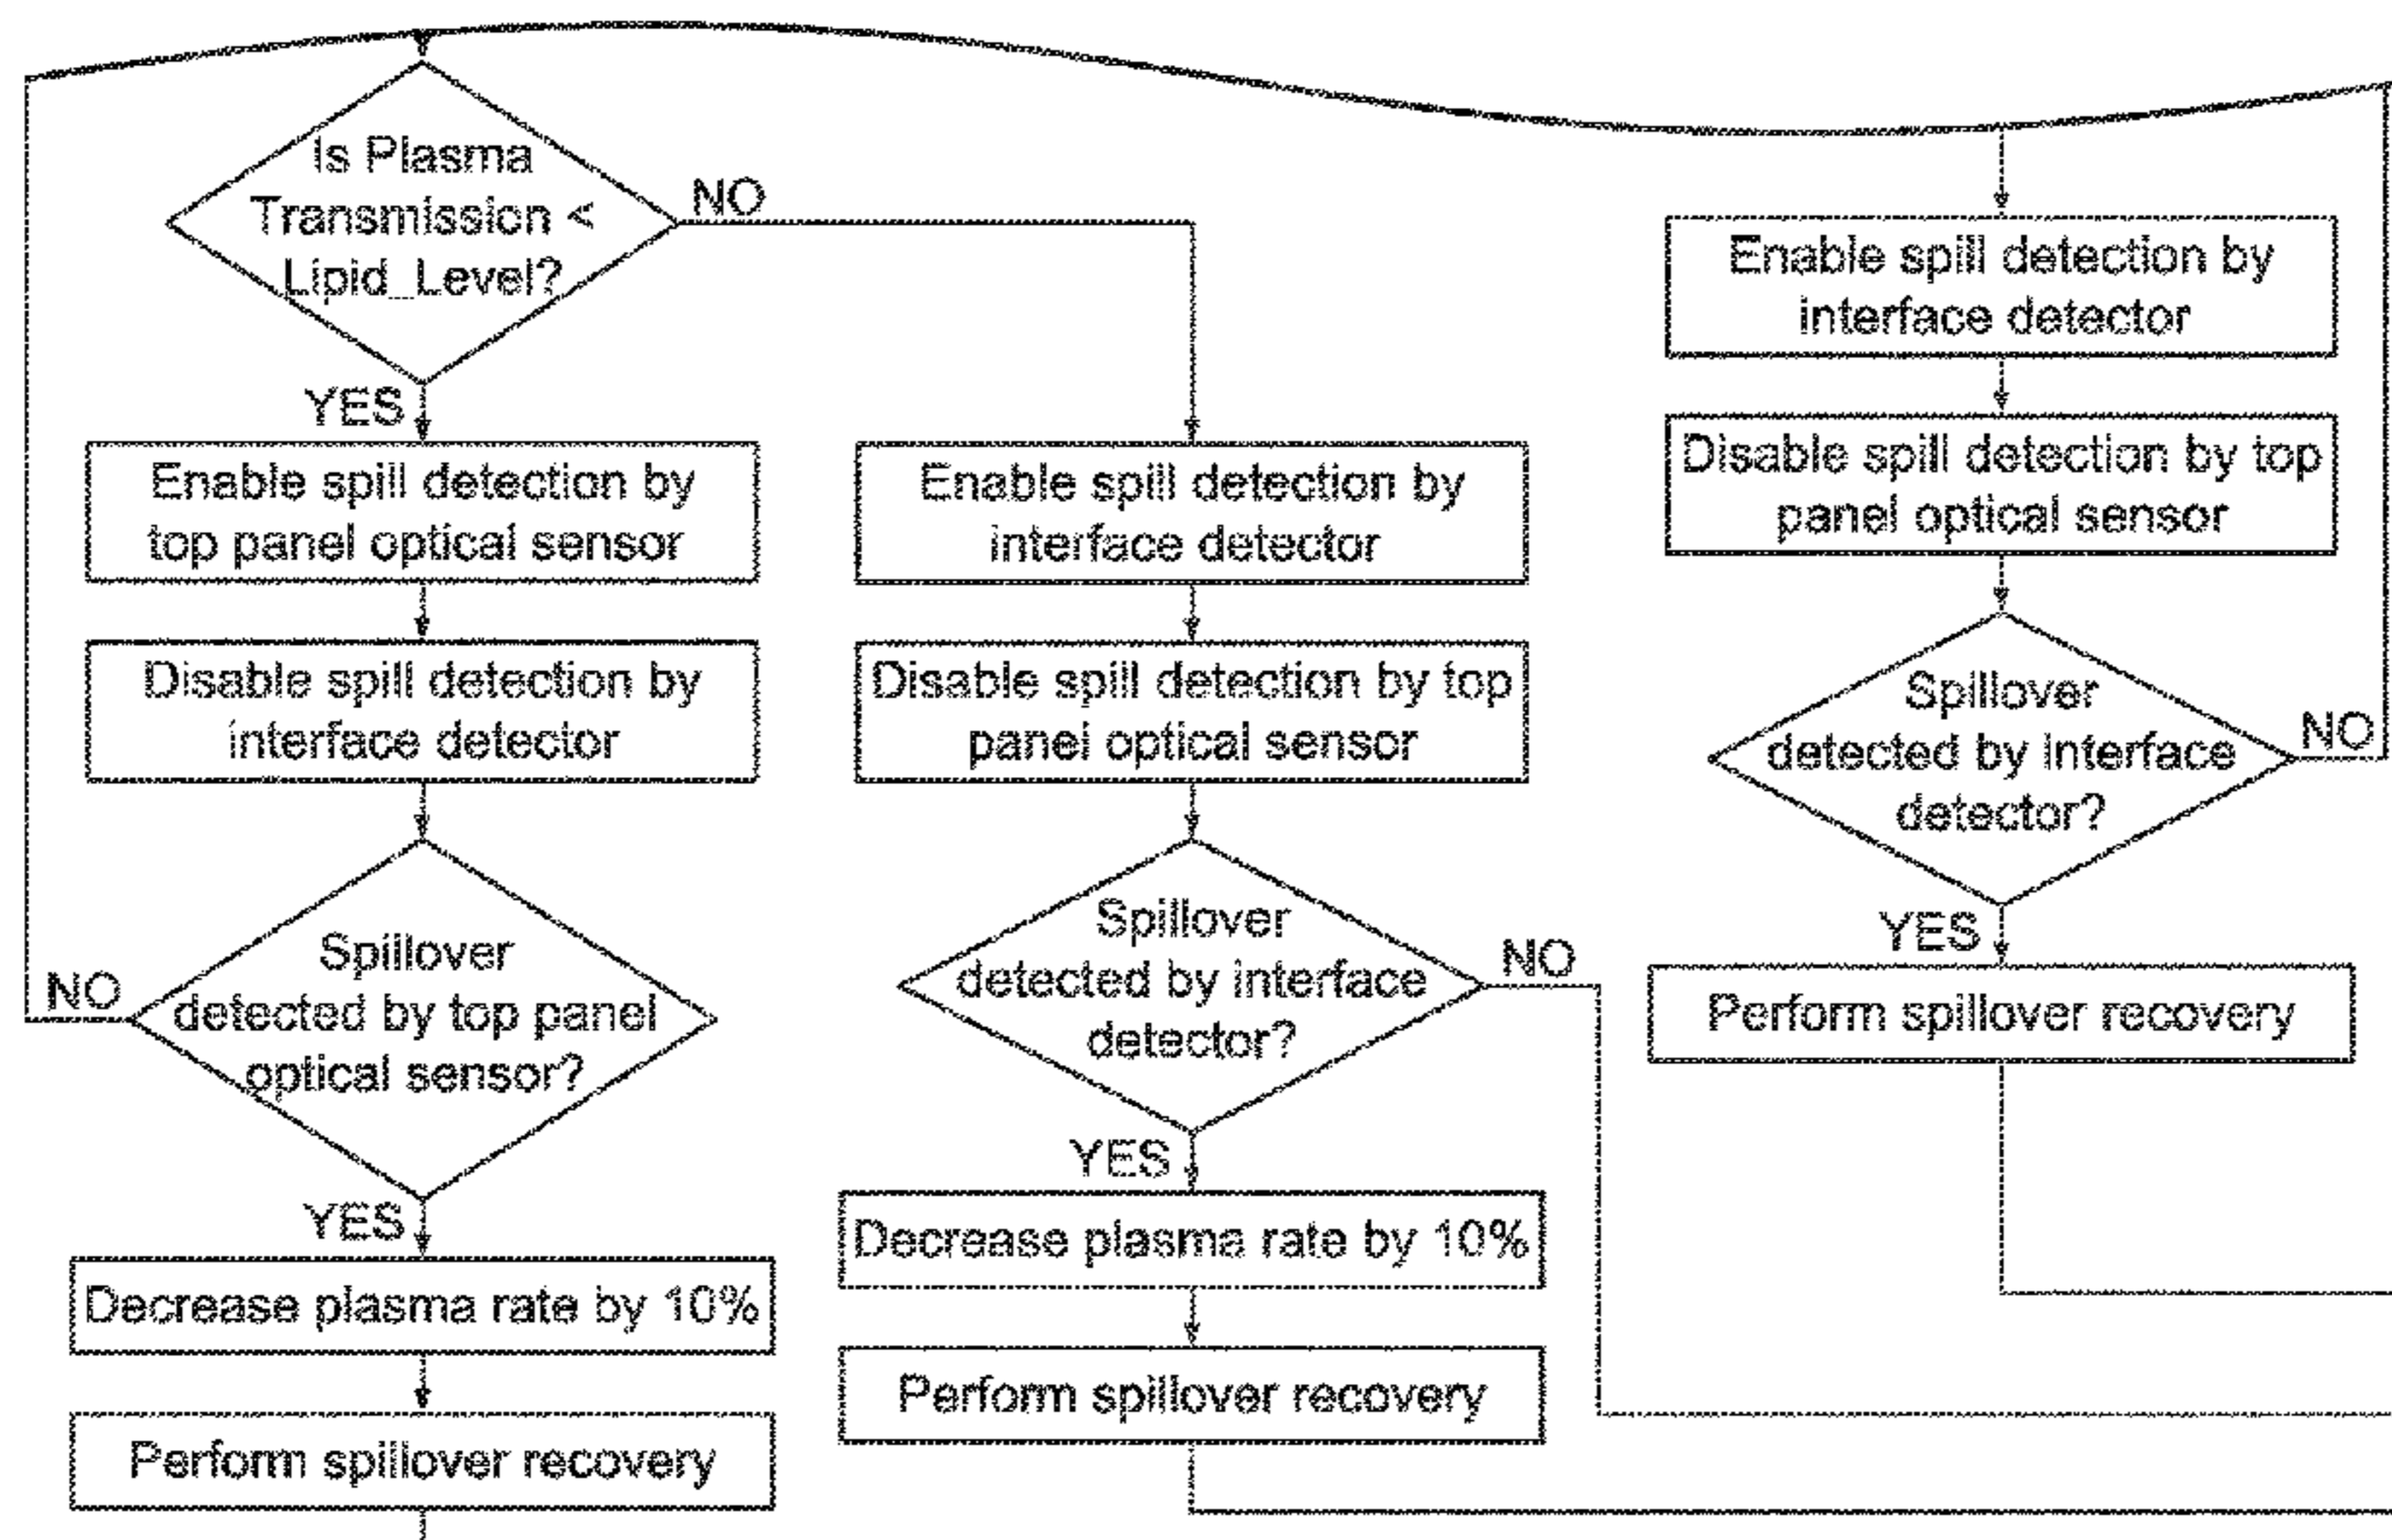 Is Plasma
Transmission <
Lipid_Level?
NO
YES
Enable spill detection by
top panel optical sensor
Disable spill detection by
interface detector
Spillover
detected by top panel
optical sensor?
NO
YES
Decrease plasma rate by 10%
Perform spillover recovery
Enable spill detection by
interface detector
Disable spill detection by top
panel optical sensor
Spillover
detected by interface
detector?
NO
YES
Decrease plasma rate by 10%
Perform spillover recovery
Enable spill detection by
interface detector
Disable spill detection by top
panel optical sensor
Spillover
detected by interface
detector?
NO
YES
Perform spillover recovery